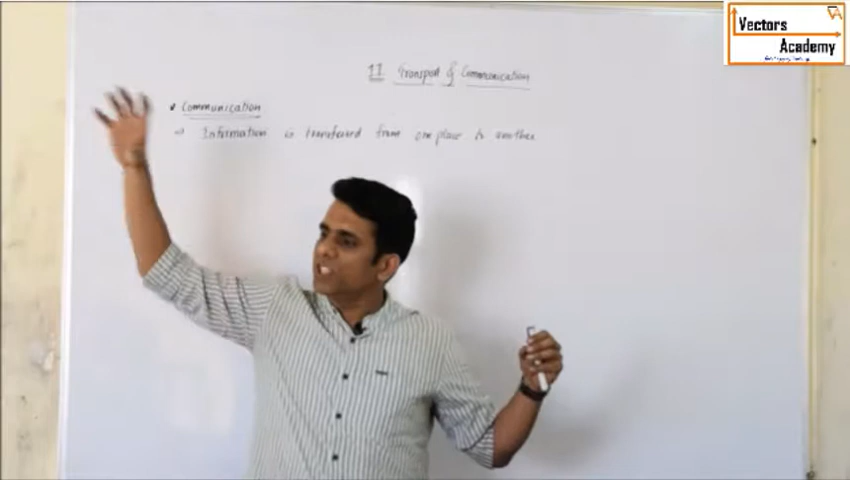 Vectors
Academy
11 Transport & Communication
✓ Communication
⇒ Information is transferred from one place to another